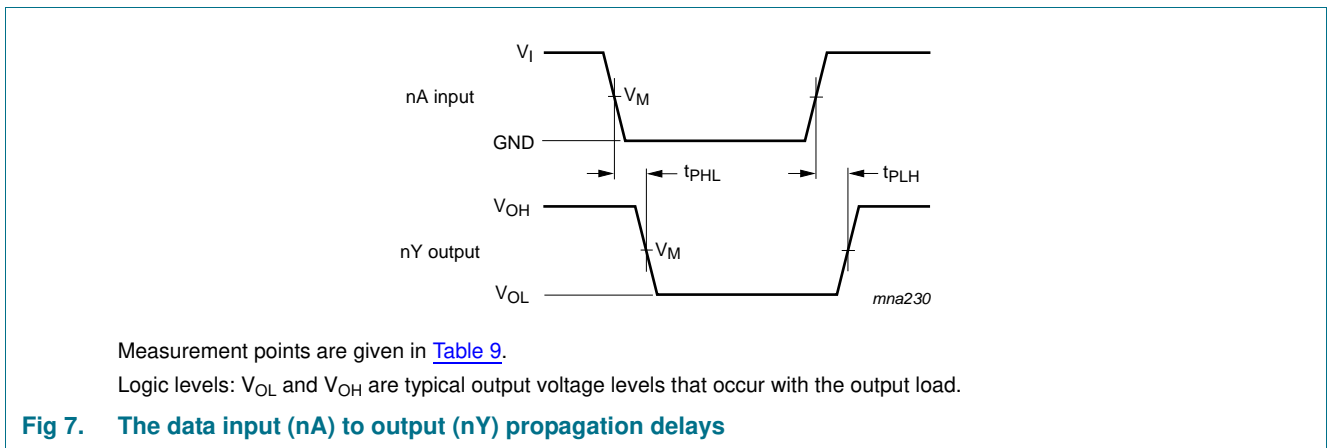 VI
nA input
VM
GND
tPHL
tPLH
VOH
nY output
VM
VOL
mna230
Measurement points are given in Table 9.
Logic levels: VOL and VOH are typical output voltage levels that occur with the output load.
Fig 7. The data input (nA) to output (nY) propagation delays